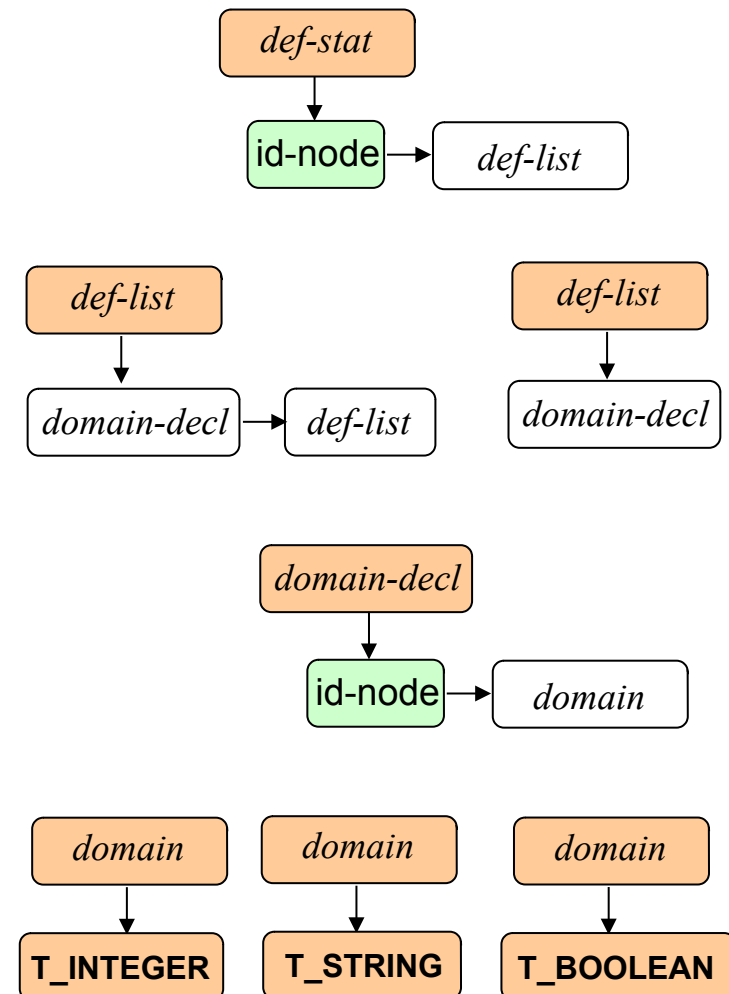 def-stat
id-node def-list
def-list def-list
domain-decl def-list domain-decl
domain-decl
id-node domain
domain domain domain
T_INTEGER T_STRING T_BOOLEAN